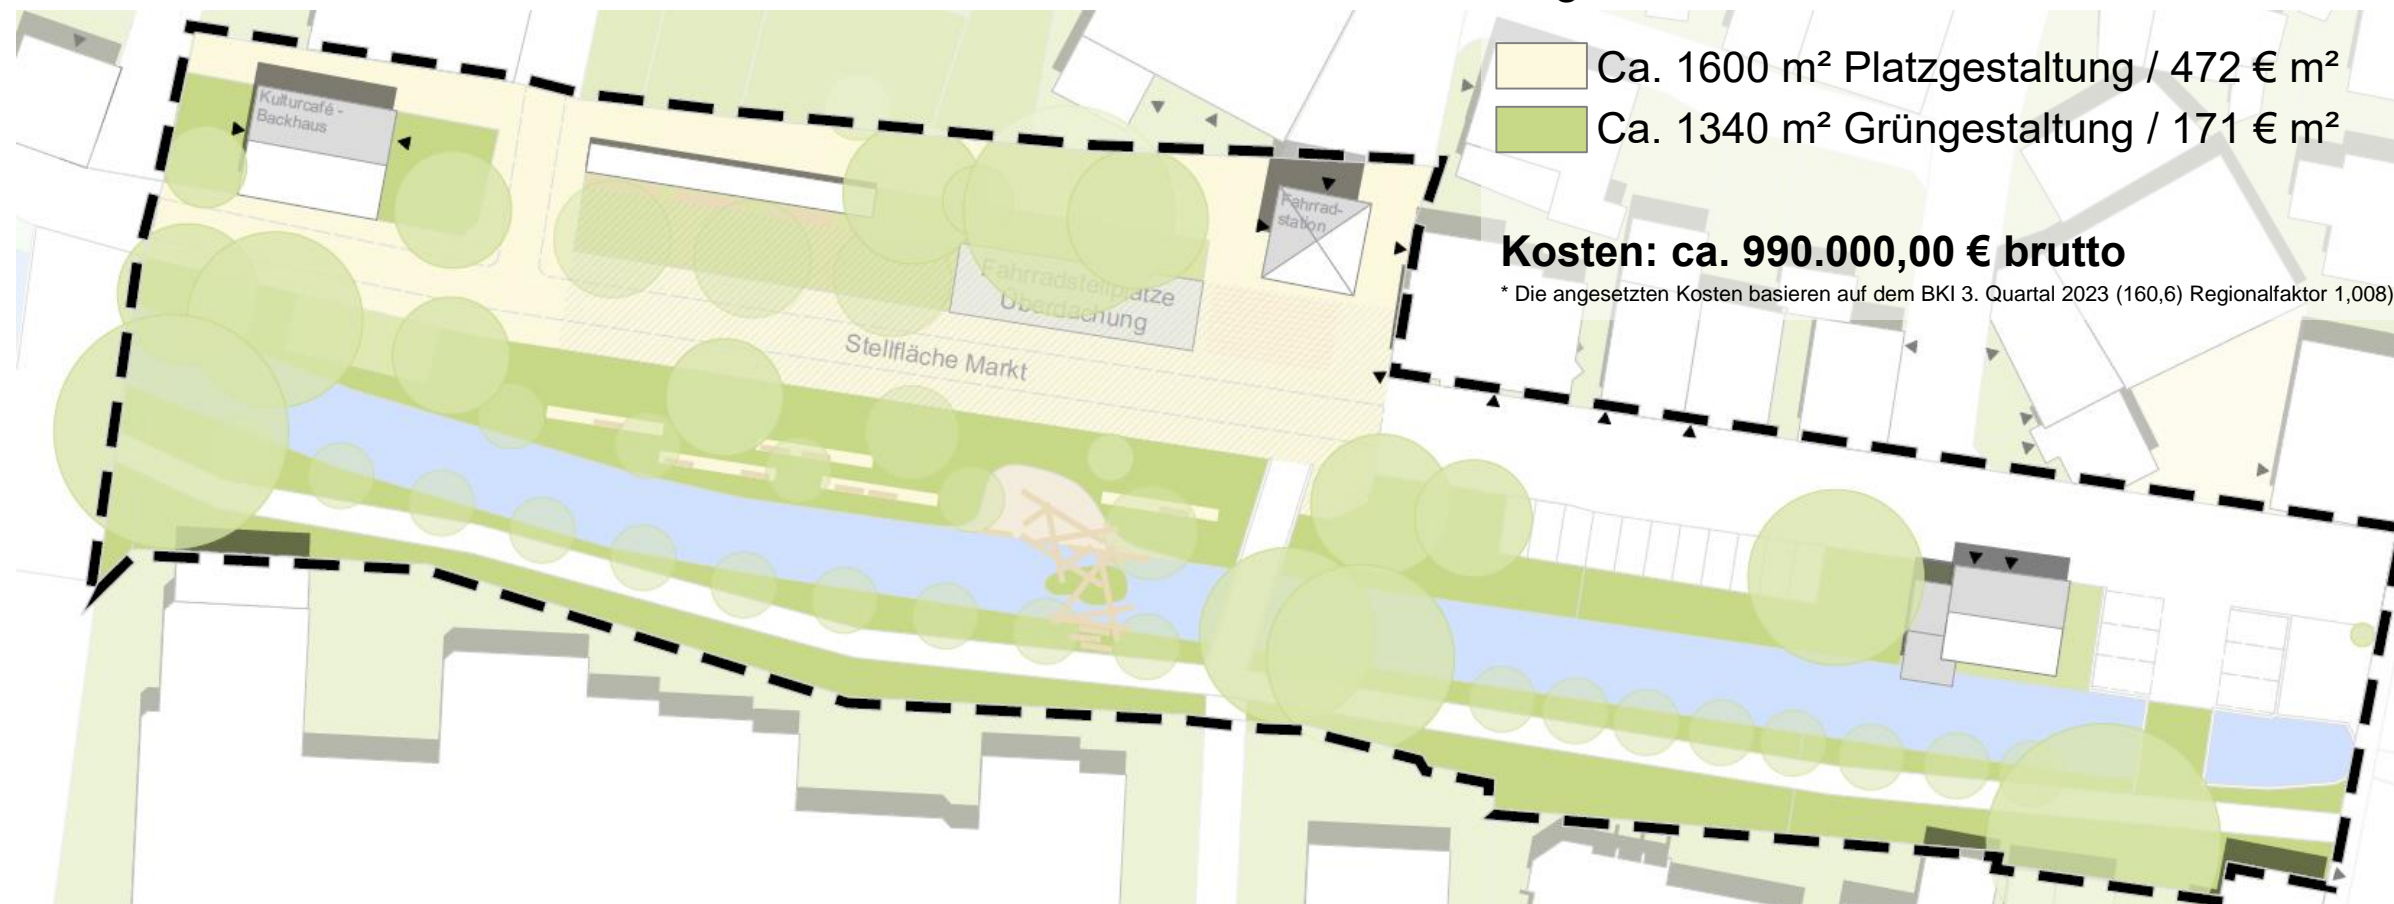 Ca. 1600 m² Platzgestaltung / 472 € m²
Ca. 1340 m² Grüngestaltung / 171 € m²
Kosten: ca. 990.000,00 € brutto
* Die angesetzten Kosten basieren auf dem BKI 3. Quartal 2023 (160,6) Regionalfaktor 1,008)
Kulturcafé -
Backhaus
Fahrrad-
station
Fahrradstellplätze
Überdachung
Stellfläche Markt